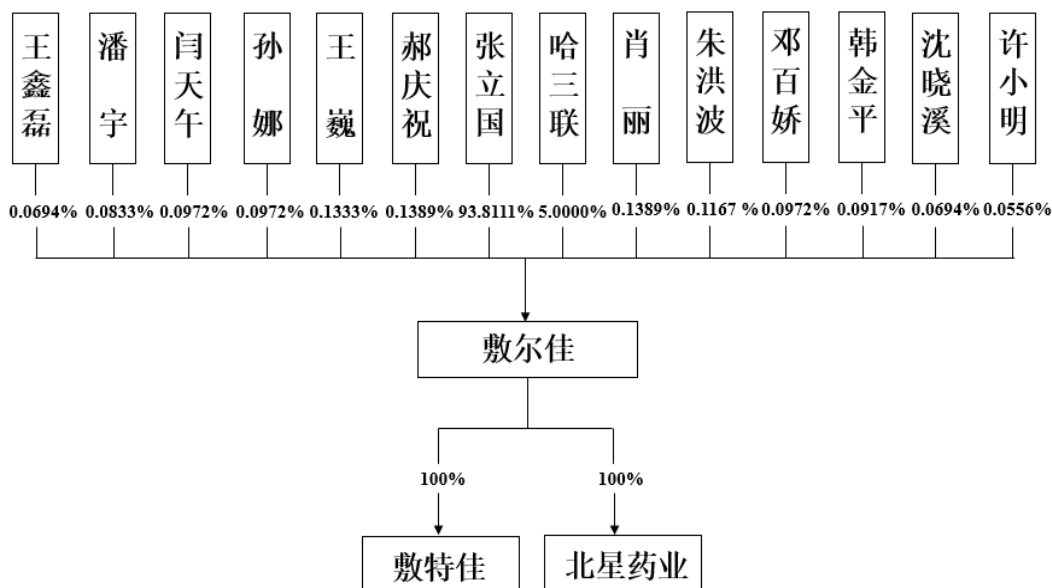 王鑫磊
潘宇
闫天午
孙娜
王巍
郝庆祝
张立国
哈三联
肖丽
朱洪波
邓百娇
韩金平
沈晓溪
许小明
0.0694%
0.0833%
0.0972%
0.0972%
0.1333%
0.1389%
93.8111%
5.0000%
0.1389%
0.1167 %
0.0972%
0.0917%
0.0694%
0.0556%
敷尔佳
100%
100%
敷特佳
北星药业